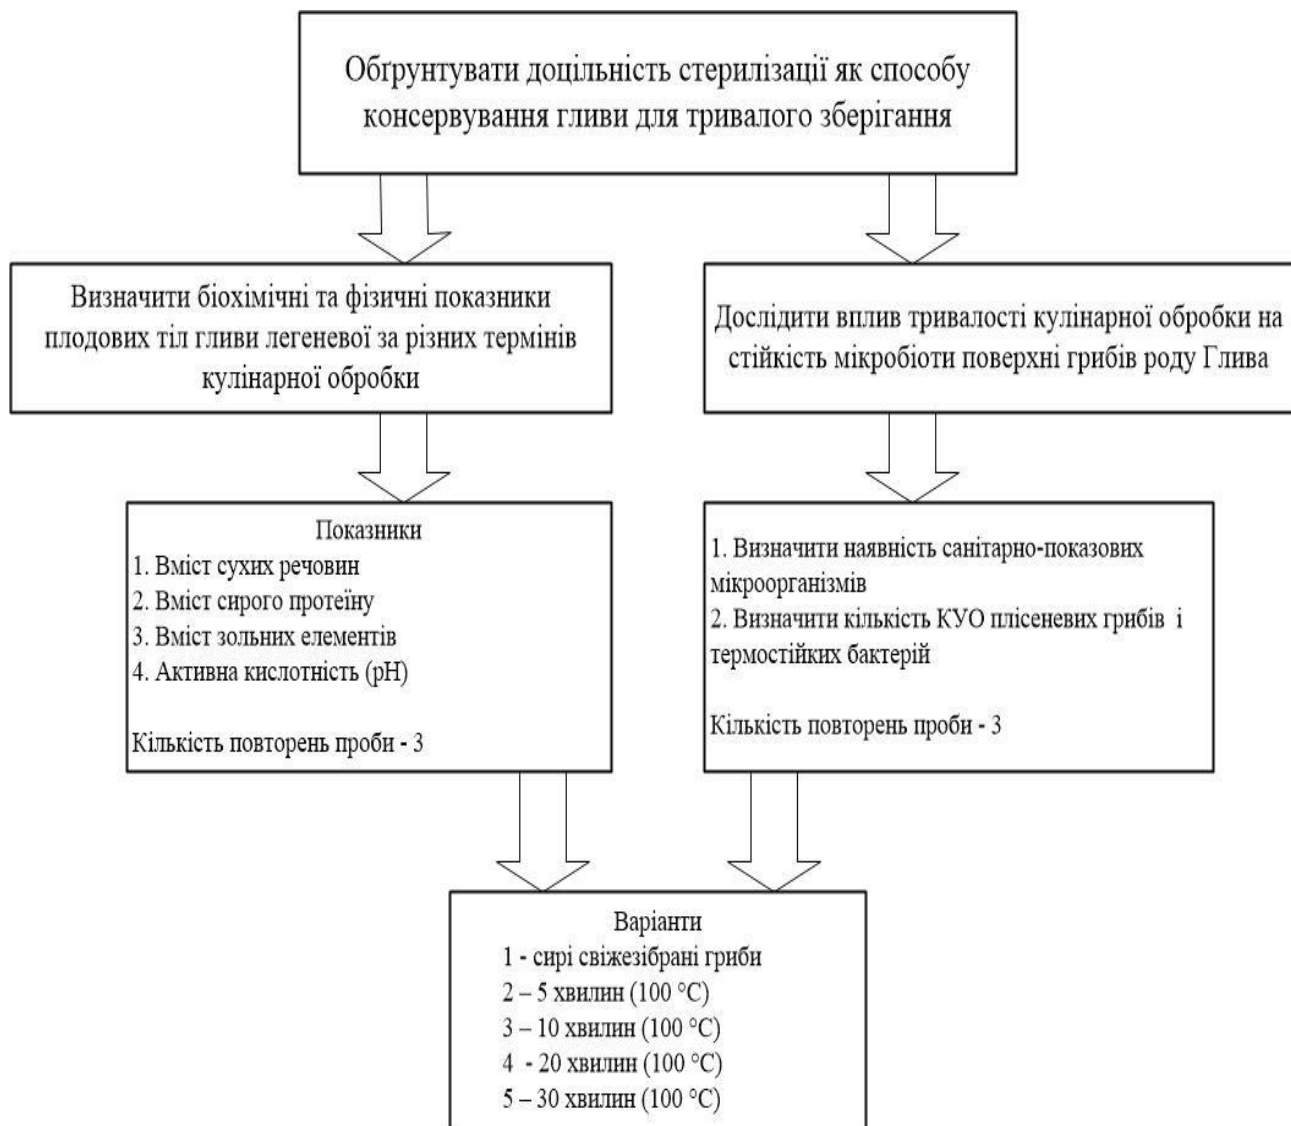 Обґрунтувати доцільність стерилізації як способу
консервування гливи для тривалого зберігання
Визначити біохімічні та фізичні показники
плодових тіл гливи легеневої за різних термінів
кулінарної обробки
Дослідити вплив тривалості кулінарної обробки на
стійкість мікробіоти поверхні грибів роду Глива
Показники
1. Вміст сухих речовин
2. Вміст сирого протеїну
3. Вміст зольних елементів
4. Активна кислотність (рН)
Кількість повторень проби - 3
1. Визначити наявність санітарно-показових
мікроорганізмів
2. Визначити кількість КУО плісеневих грибів і
термостійких бактерій
Кількість повторень проби - 3
Варіанти
1 - сирі свіжезібрані гриби
2 – 5 хвилин (100 °С)
3 – 10 хвилин (100 °С)
4 - 20 хвилин (100 °С)
5 – 30 хвилин (100 °С)